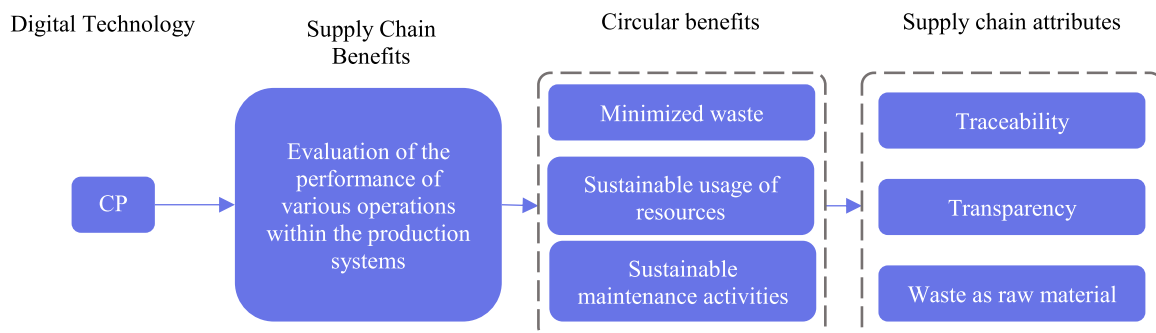 Digital Technology
Supply Chain
Benefits
Circular benefits
Supply chain attributes
CP
Evaluation of the
performance of
various operations
within the production
systems
Minimized waste
Sustainable usage of
resources
Sustainable
maintenance activities
Traceability
Transparency
Waste as raw material